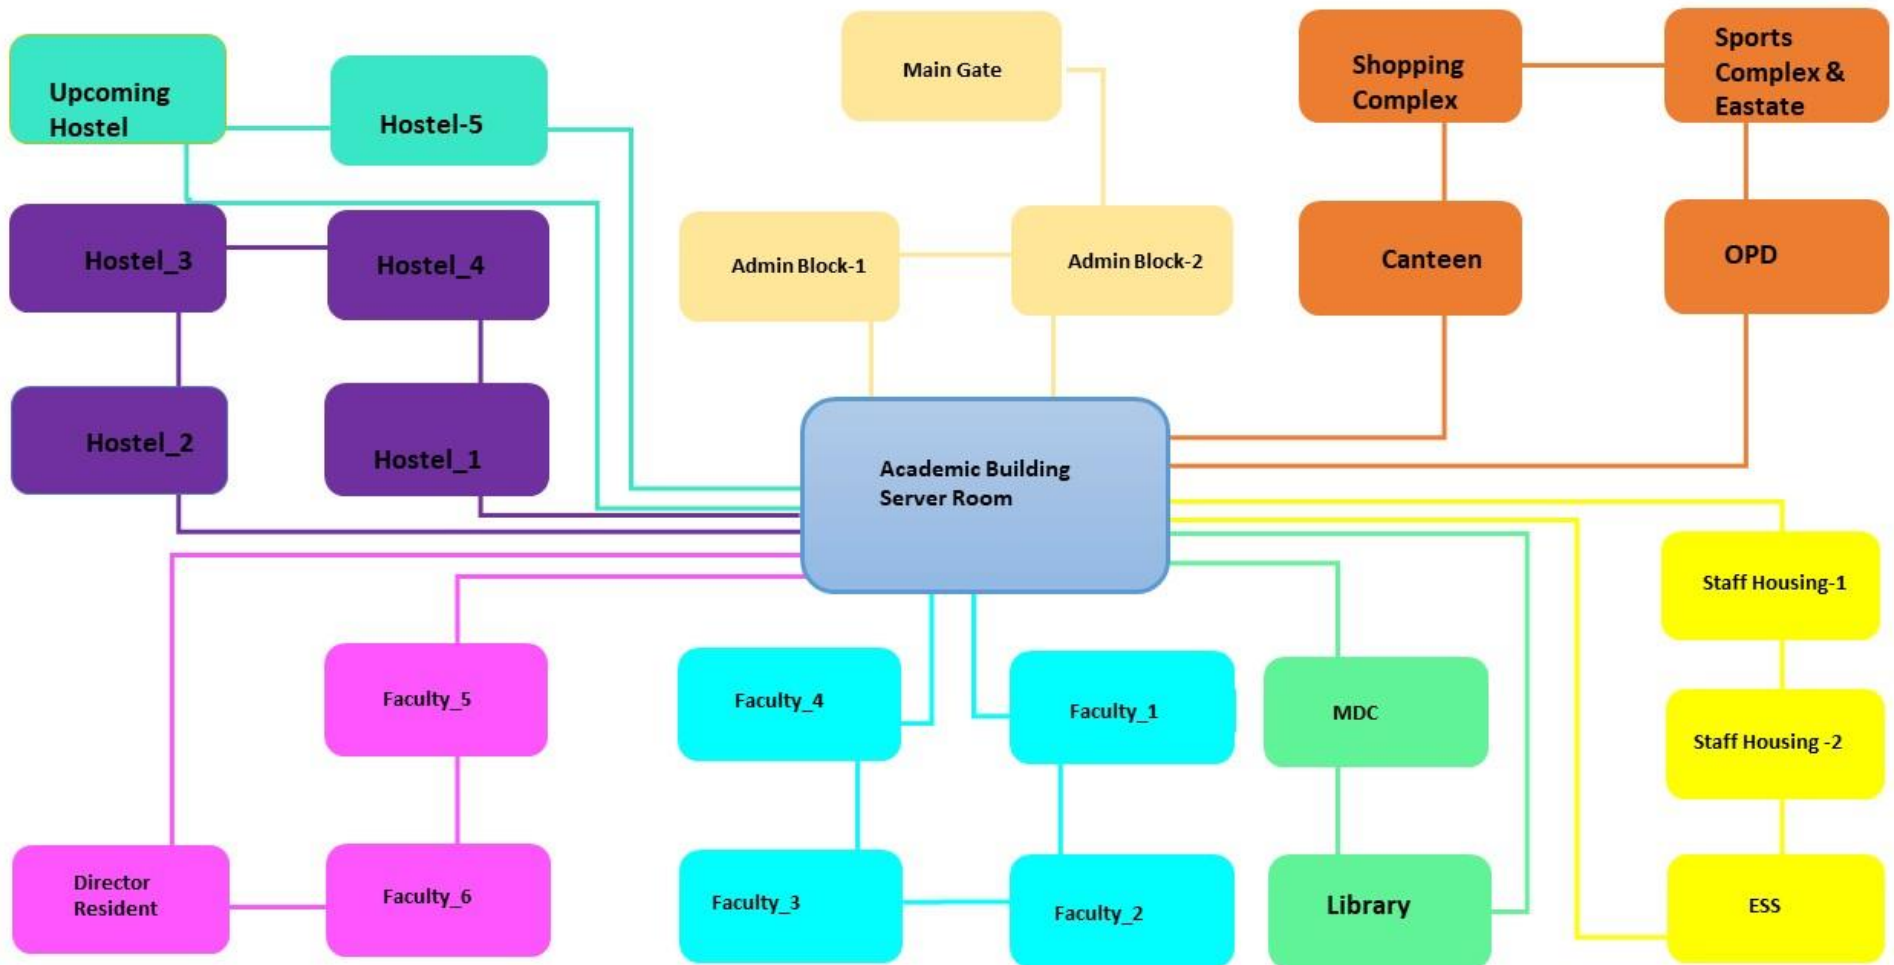 Upcoming
Hostel
Hostel-5
Main Gate
Shopping
Complex
Sports
Complex &
Eastate
Hostel_3
Hostel_4
Admin Block-1
Admin Block-2
Canteen
OPD
Hostel_2
Hostel_1
Academic Building
Server Room
Staff Housing-1
Faculty_5
Faculty_4
Faculty_1
MDC
Staff Housing -2
Director
Resident
Faculty_6
Faculty_3
Faculty_2
Library
ESS